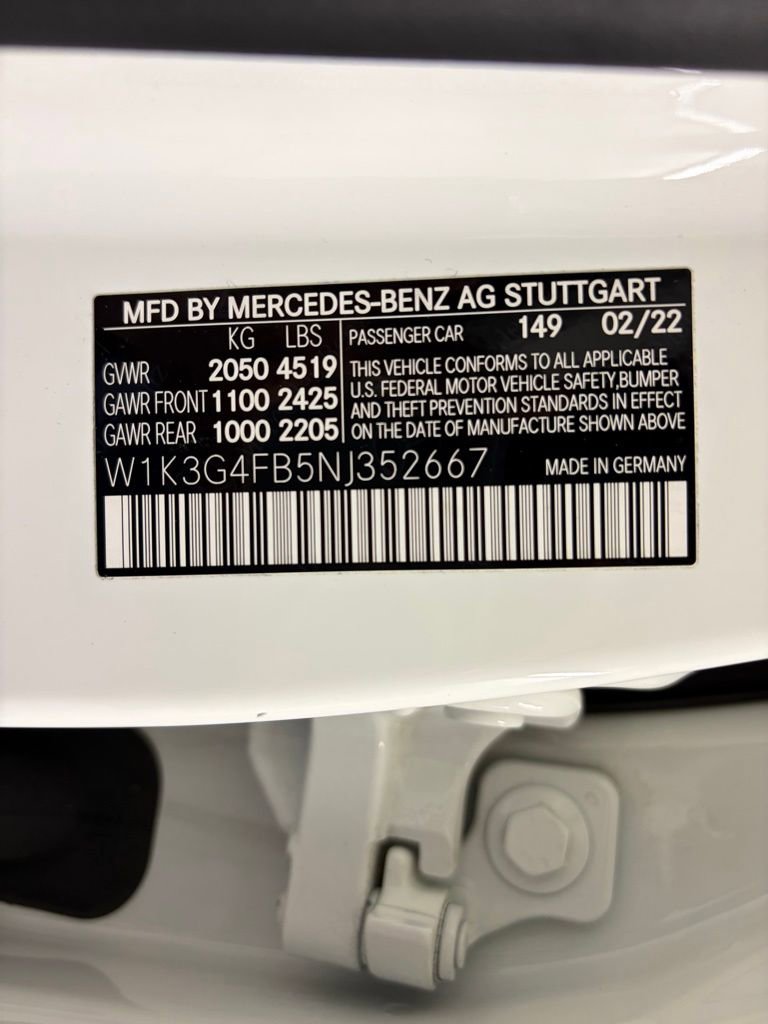 MFD BY MERCEDES-BENZ AG STUTTGART
KG LBS
GVWR 2050 4519
GAWR FRONT 1100 2425
GAWR REAR 1000 2205
PASSENGER CAR 149 02/22
THIS VEHICLE CONFORMS TO ALL APPLICABLE
U.S. FEDERAL MOTOR VEHICLE SAFETY,BUMPER
AND THEFT PREVENTION STANDARDS IN EFFECT
ON THE DATE OF MANUFACTURE SHOWN ABOVE
W1K3G4FB5NJ352667 MADE IN GERMANY